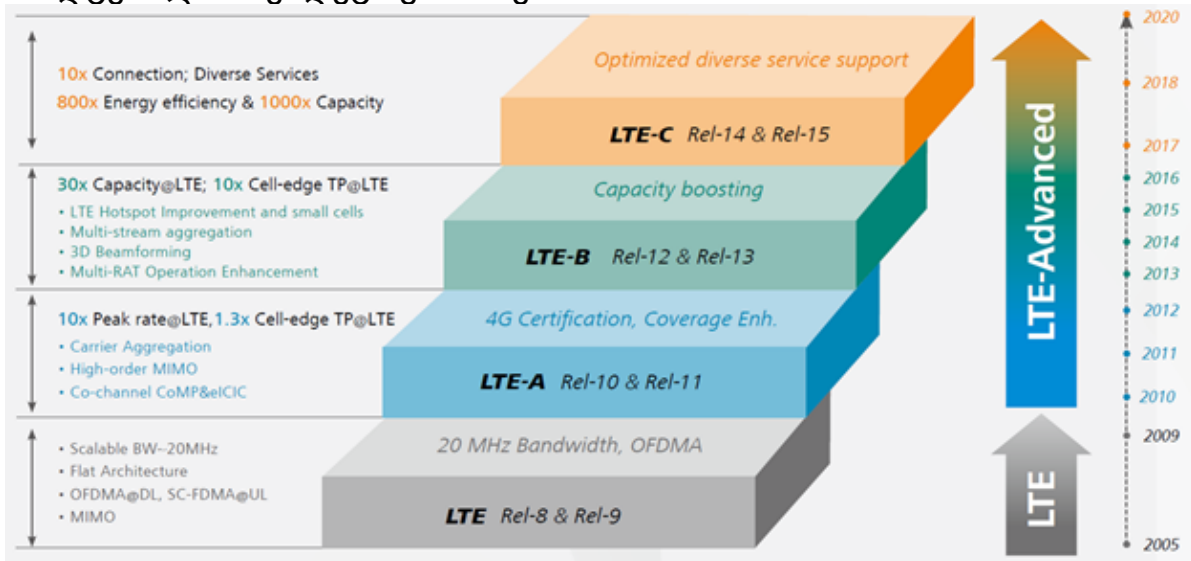 10x Connection; Diverse Services
800x Energy efficiency & 1000x Capacity
Optimized diverse service support
LTE-C Rel-14 & Rel-15
30x Capacity@LTE; 10x Cell-edge TP@LTE
• LTE Hotspot Improvement and small cells
• Multi-stream aggregation
• 3D Beamforming
• Multi-RAT Operation Enhancement
Capacity boosting
LTE-B Rel-12 & Rel-13
10x Peak rate@LTE,1.3x Cell-edge TP@LTE
• Carrier Aggregation
• High-order MIMO
• Co-channel CoMP&eICIC
4G Certification, Coverage Enh.
LTE-A Rel-10 & Rel-11
• Scalable BW~20MHz
• Flat Architecture
• OFDMA@DL, SC-FDMA@UL
• MIMO
20 MHz Bandwidth, OFDMA
LTE Rel-8 & Rel-9
LTE-Advanced
LTE
2020
2018
2017
2016
2015
2014
2013
2012
2011
2010
2009
2005